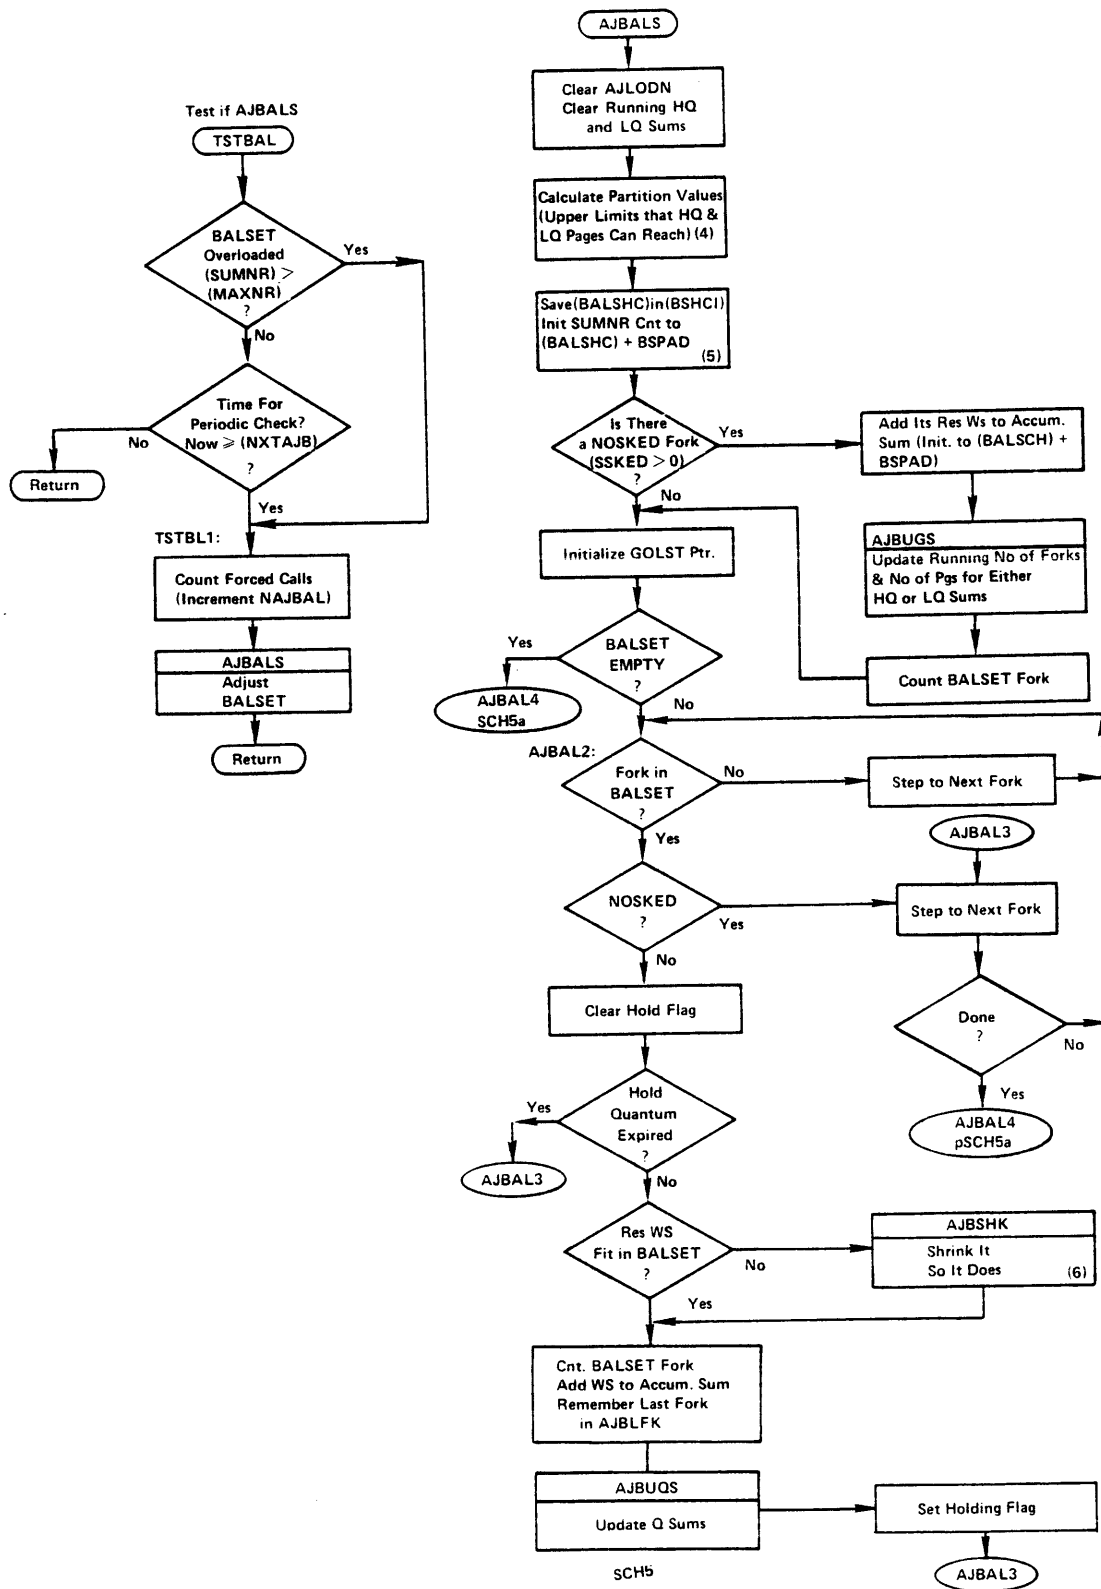 Test if AJBALS
TSTBAL
BALSET
Overloaded
(SUMNR) >
(MAXNR)
?
Yes
No
Time For
Periodic Check?
Now ⩾ (NXTAJB)
?
No
Return
Yes
TSTBL1:
Count Forced Calls
(Increment NAJBAL)
AJBALS
Adjust
BALSET
Return
AJBALS
Clear AJLODN
Clear Running HQ
and LQ Sums
Calculate Partition Values
(Upper Limits that HQ &
LQ Pages Can Reach) (4)
Save(BALSHC)in(BSHCI)
Init SUMNR Cnt to
(BALSHC) + BSPAD
(5)
Is There
a NOSKED Fork
(SSKED > 0)
?
Yes
No
Add Its Res Ws to Accum.
Sum (Init. to (BALSCH) +
BSPAD)
AJBUGS
Update Running No of Forks
& No of Pgs for Either
HQ or LQ Sums
Count BALSET Fork
Initialize GOLST Ptr.
BALSET
EMPTY
?
Yes
AJBAL4
SCH5a
No
AJBAL2:
Fork in
BALSET
?
No
Step to Next Fork
Yes
AJBAL3
NOSKED
?
Yes
Step to Next Fork
No
Done
?
No
Yes
AJBAL4
pSCH5a
Clear Hold Flag
Hold
Quantum
Expired
?
Yes
AJBAL3
No
Res WS
Fit in BALSET
?
No
AJBSHK
Shrink It
So It Does
(6)
Yes
Cnt. BALSET Fork
Add WS to Accum. Sum
Remember Last Fork
in AJBLFK
AJBUQS
Update Q Sums
Set Holding Flag
AJBAL3
SCH5